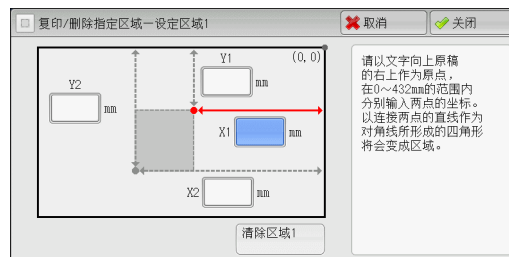 复印/删除指定区域－设定区域1
取消
关闭
Y1
(0,0)
mm
Y2
mm
X1
mm
X2
mm
清除区域1
请以文字向上原稿
的右上作为原点，
在0～432mm的范围内
分别输入两点的坐标。
以连接两点的直线作为
对角线所形成的四角形
将会变成区域。